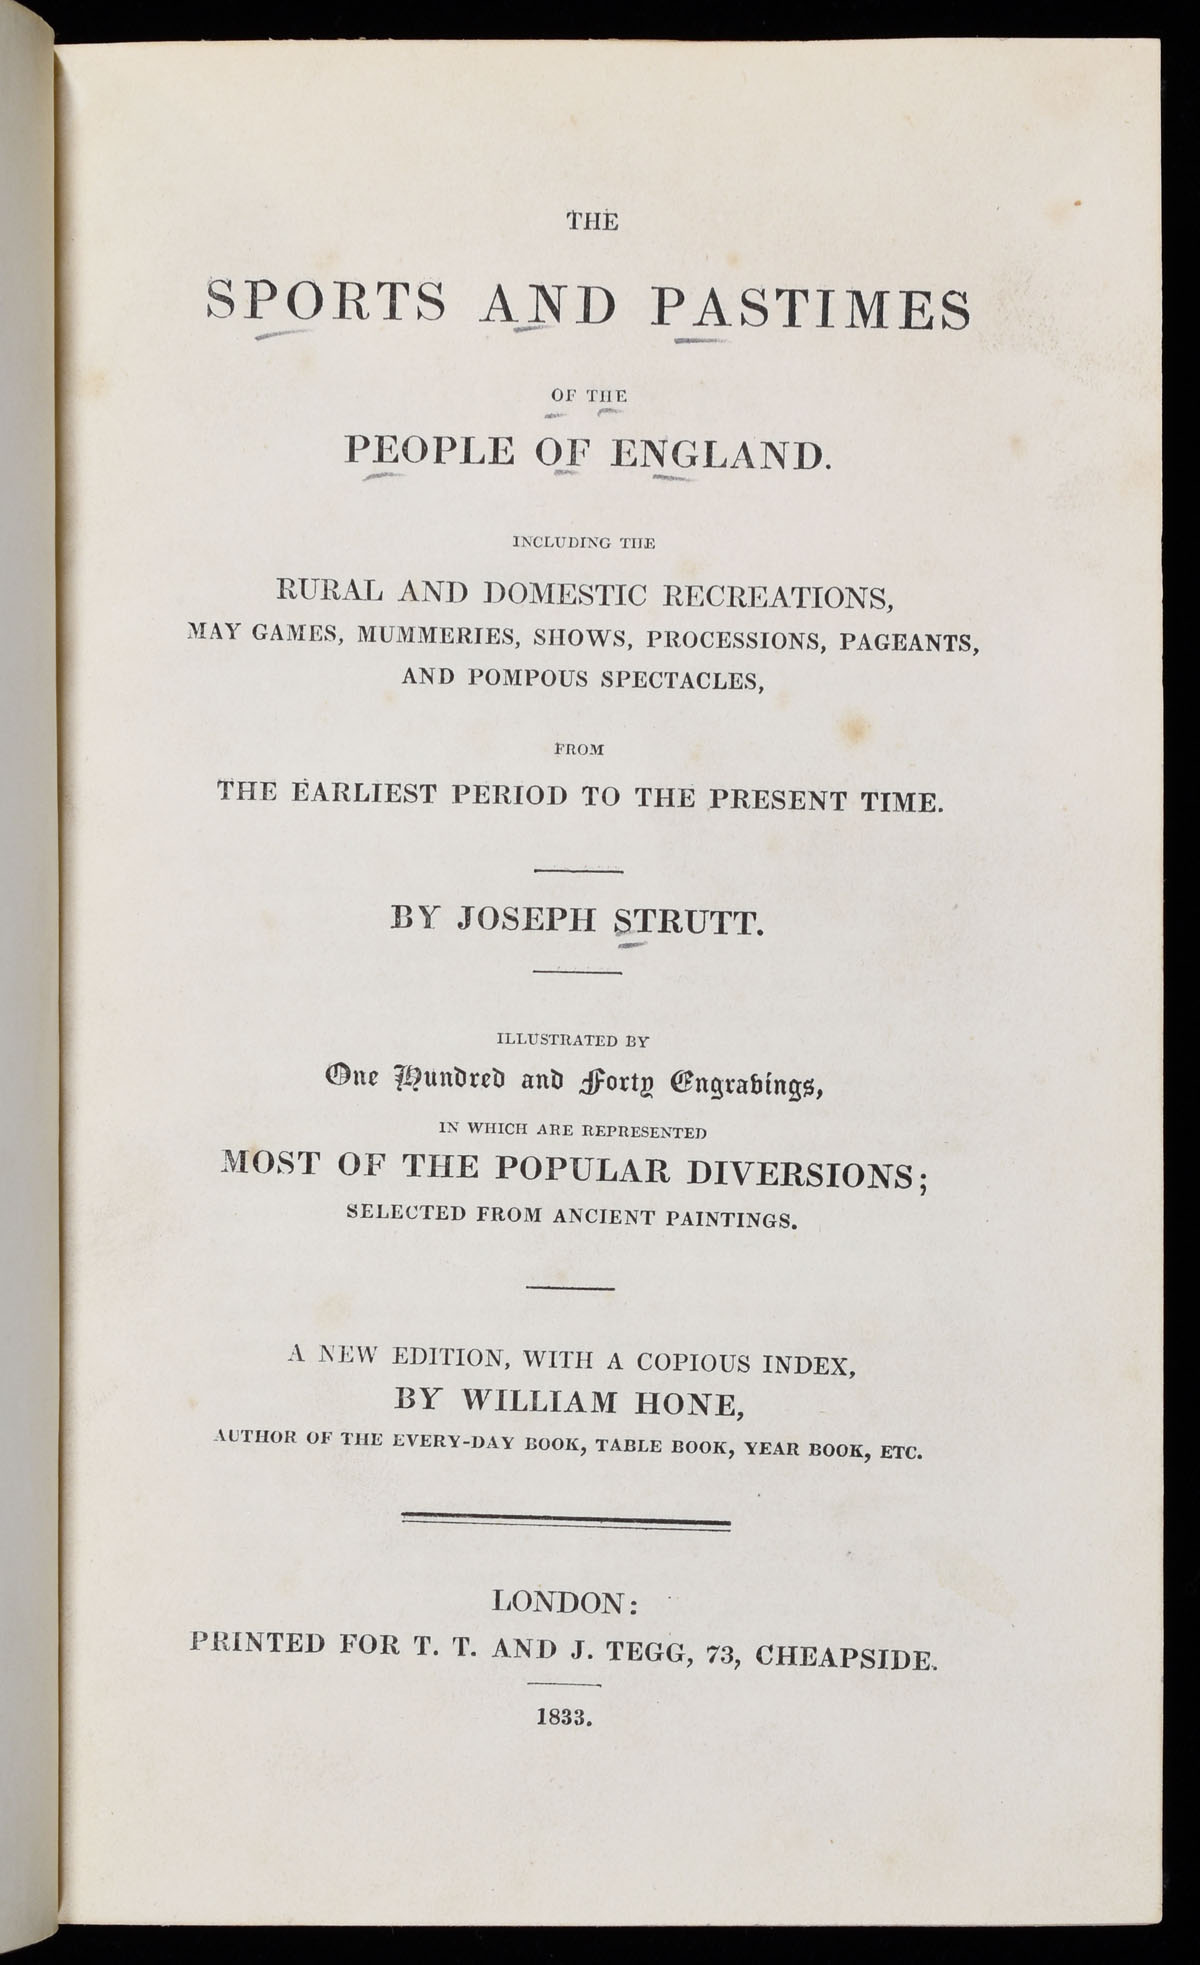 THE
SPORTS AND PASTIMES
OF THE
PEOPLE OF ENGLAND.
INCLUDING THE
RURAL AND DOMESTIC RECREATIONS,
MAY GAMES, MUMMERIES, SHOWS, PROCESSIONS, PAGEANTS,
AND POMPOUS SPECTACLES,
FROM
THE EARLIEST PERIOD TO THE PRESENT TIME.
BY JOSEPH STRUTT.
ILLUSTRATED BY
One Hundred and Forty Engravings,
IN WHICH ARE REPRESENTED
MOST OF THE POPULAR DIVERSIONS;
SELECTED FROM ANCIENT PAINTINGS.
A NEW EDITION, WITH A COPIOUS INDEX,
BY WILLIAM HONE,
AUTHOR OF THE EVERY-DAY BOOK, TABLE BOOK, YEAR BOOK, ETC.
LONDON:
PRINTED FOR T. T. AND J. TEGG, 73, CHEAPSIDE.
1833.